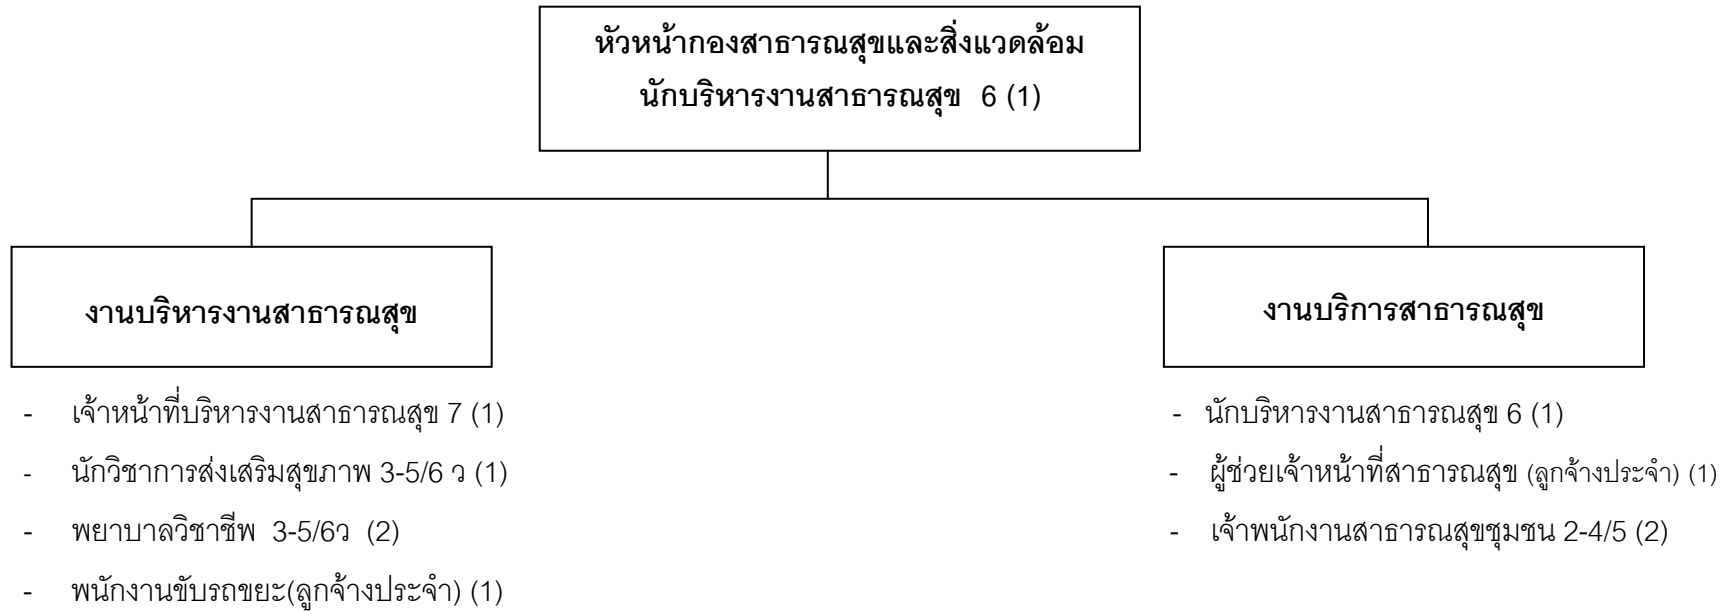 หัวหน้ากองสาธารณสุขและสิ่งแวดล้อม
นักบริหารงานสาธารณสุข 6 (1)
งานบริหารงานสาธารณสุข
- เจ้าหน้าที่บริหารงานสาธารณสุข 7 (1)
- นักวิชาการส่งเสริมสุขภาพ 3-5/6 ว (1)
- พยาบาลวิชาชีพ 3-5/6ว (2)
- พนักงานขับรถขยะ(ลูกจ้างประจำ) (1)
งานบริการสาธารณสุข
- นักบริหารงานสาธารณสุข 6 (1)
- ผู้ช่วยเจ้าหน้าที่สาธารณสุข (ลูกจ้างประจำ) (1)
- เจ้าพนักงานสาธารณสุขชุมชน 2-4/5 (2)